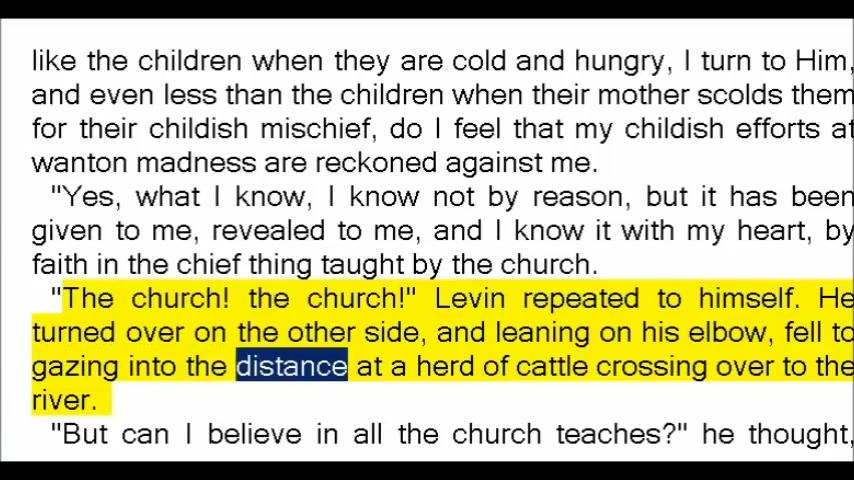 like the children when they are cold and hungry, I turn to Him,
and even less than the children when their mother scolds them
for their childish mischief, do I feel that my childish efforts at
wanton madness are reckoned against me.
"Yes, what I know, I know not by reason, but it has been
given to me, revealed to me, and I know it with my heart, by
faith in the chief thing taught by the church.
"The church! the church!" Levin repeated to himself. He
turned over on the other side, and leaning on his elbow, fell to
gazing into the distance at a herd of cattle crossing over to the
river.
"But can I believe in all the church teaches?" he thought,